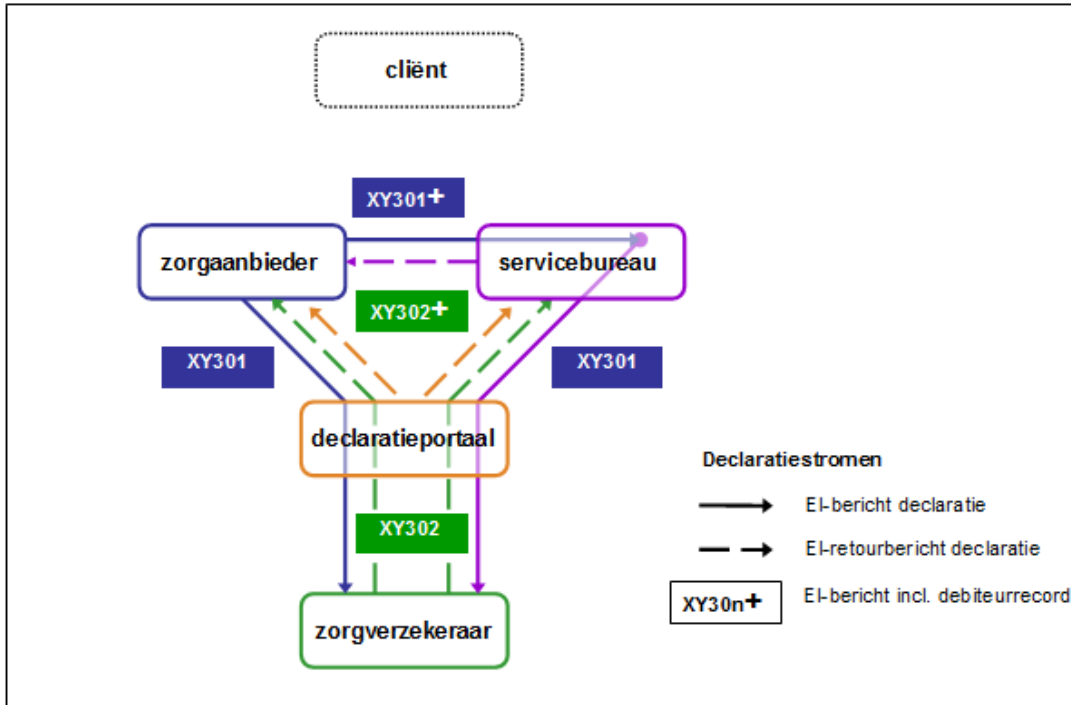 cliënt
XY301+
zorgaanbieder
servicebureau
XY302+
XY301
XY301
declaratieportaal
Declaratiestromen
EI-bericht declaratie
XY302
EI-retourbericht declaratie
XY30n+
EI-bericht incl. debiteurrecord
zorgverzekeraar